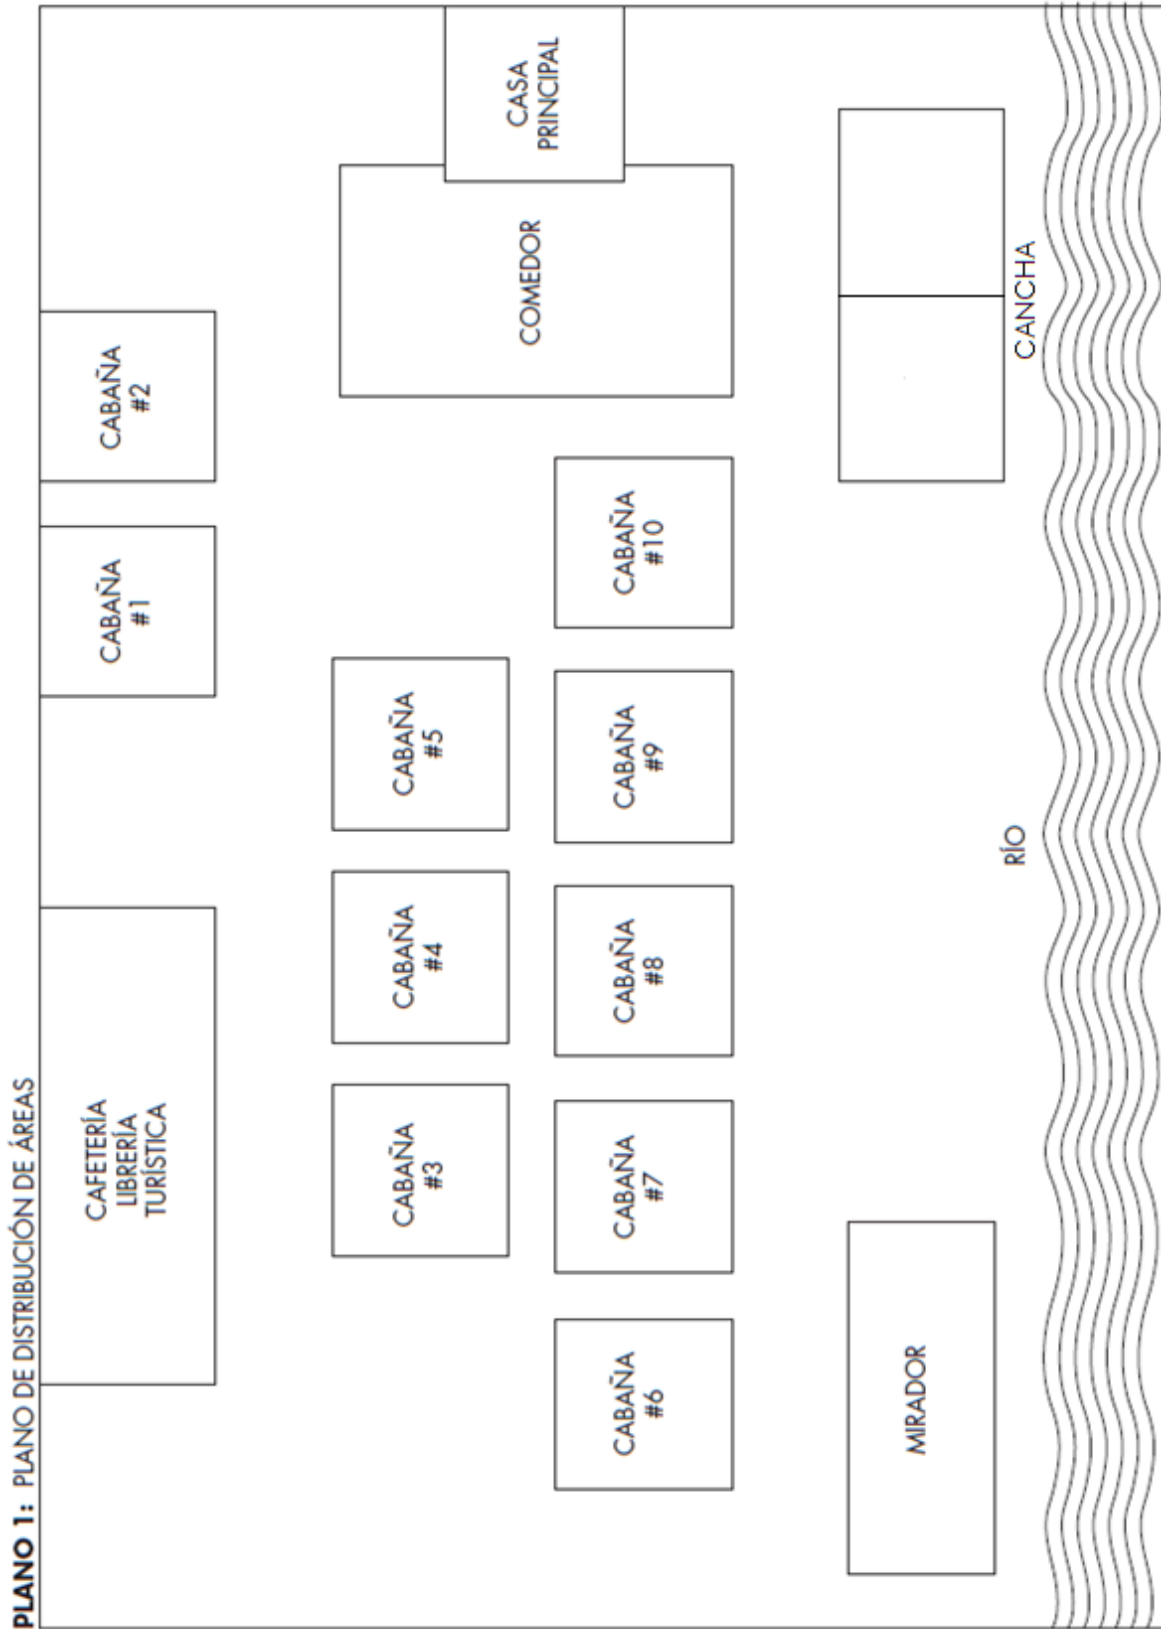 PLANO 1: PLANO DE DISTRIBUCIÓN DE ÁREAS
CAFETERÍA
LIBRERÍA
TURÍSTICA
CABAÑA
#1
CABAÑA
#2
CABAÑA
#3
CABAÑA
#4
CABAÑA
#5
COMEDOR
CASA
PRINCIPAL
CABAÑA
#6
CABAÑA
#7
CABAÑA
#8
CABAÑA
#9
CABAÑA
#10
MIRADOR
RÍO
CANCHA